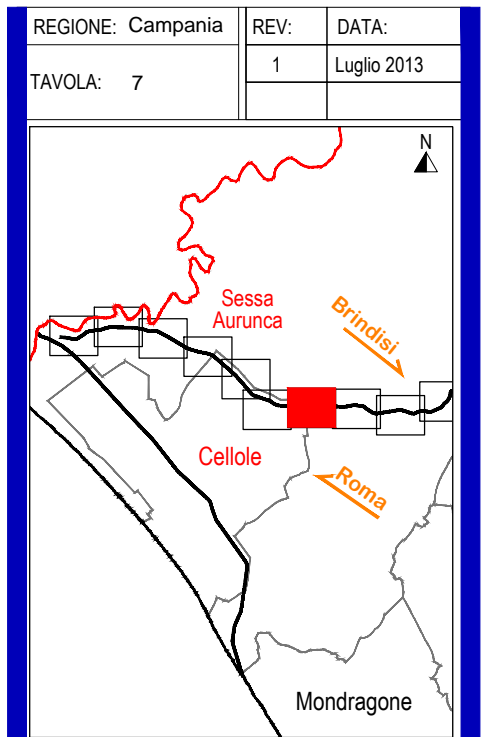 REGIONE: Campania
REV:
DATA:
TAVOLA: 7
1
Luglio 2013
N
Sessa
Aurunca
Brindisi
Cellole
Roma
Mondragone